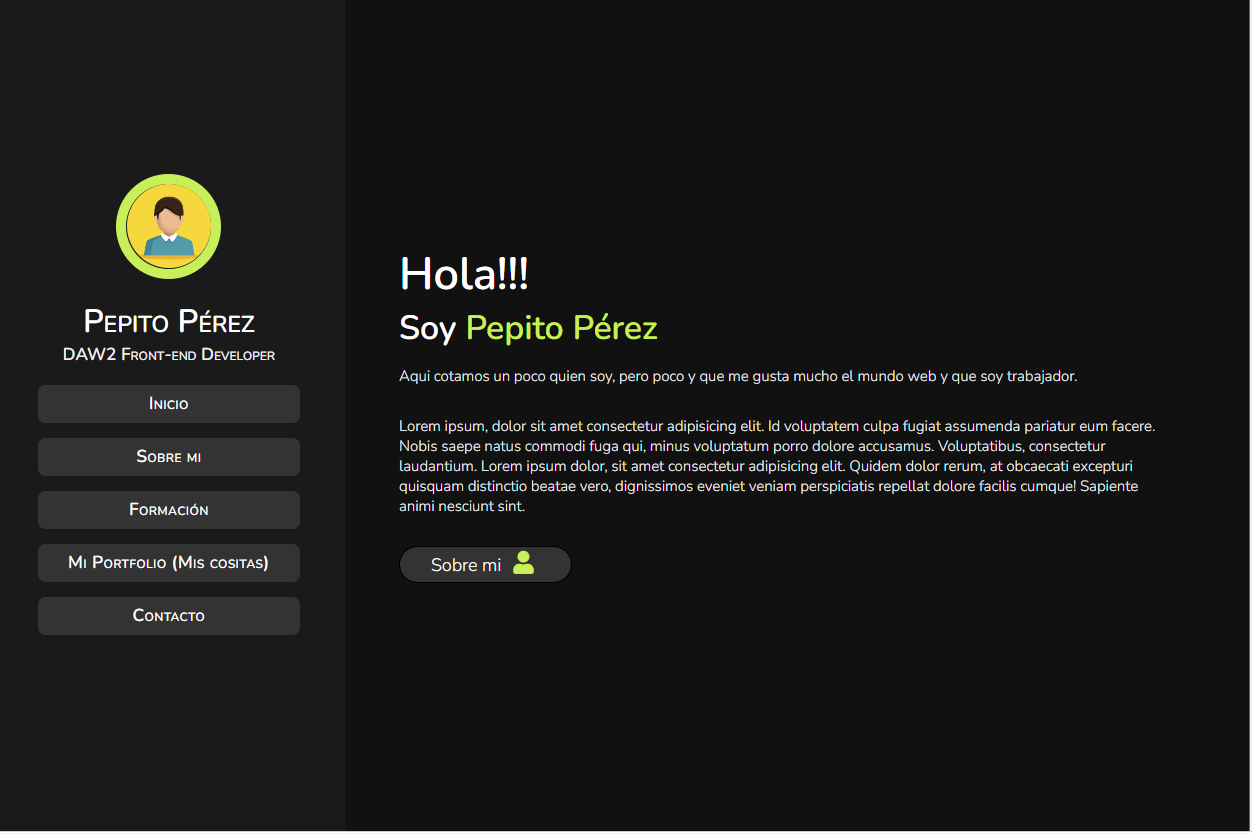 Pepito Pérez
DAW2 Front-end Developer
Inicio
Sobre mi
Formación
Mi Portfolio (Mis cositas)
Contacto
Hola!!!
Soy Pepito Pérez
Aqui cotamos un poco quien soy, pero poco y que me gusta mucho el mundo web y que soy trabajador.
Lorem ipsum, dolor sit amet consectetur adipisicing elit. Id voluptatem culpa fugiat assumenda pariatur eum facere.
Nobis saepe natus commodi fuga qui, minus voluptatum porro dolore accusamus. Voluptatibus, consectetur
laudantium. Lorem ipsum dolor, sit amet consectetur adipisicing elit. Quidem dolor rerum, at obcaecati excepturi
quisquam distinctio beatae vero, dignissimos eveniet veniam perspiciatis repellat dolore facilis cumque! Sapiente
animi nesciunt sint.
Sobre mi